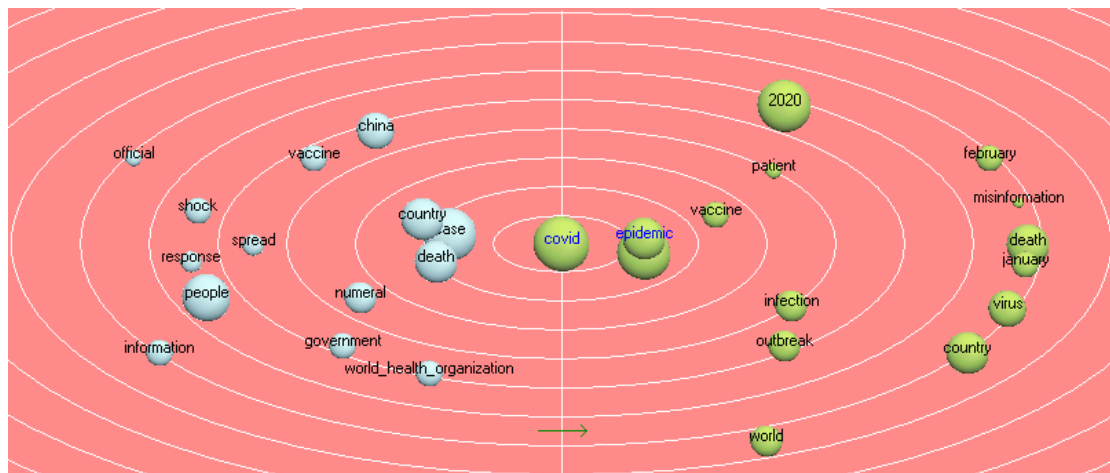 2020
china
official
vaccine
february
patient
misinformation
shock
vaccine
country
case
covid
epidemic
spread
death
response
death
january
people
numeral
infection
virus
information
government
outbreak
country
world_health_organization
world